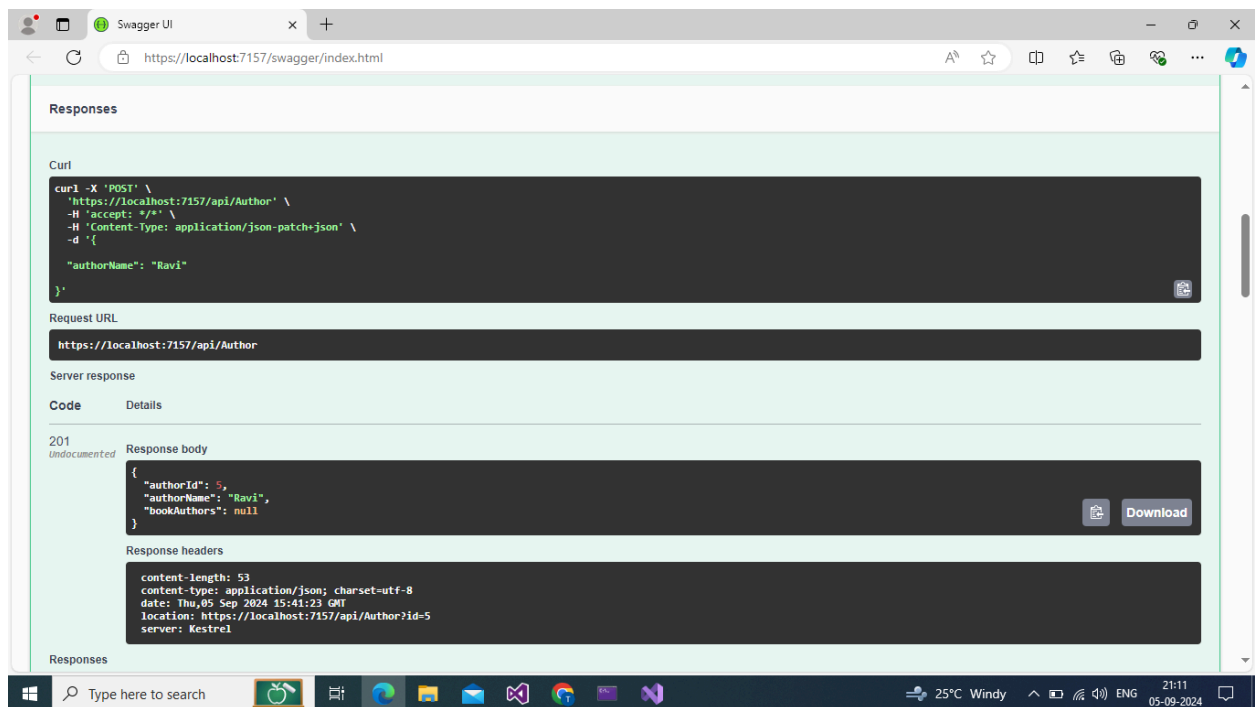 Swagger UI
https://localhost:7157/swagger/index.html
Responses
Curl
curl -X 'POST' \
'https://localhost:7157/api/Author' \
-H 'accept: */*' \
-H 'Content-Type: application/json-patch+json' \
-d '{
"authorName": "Ravi"
}'
Request URL
https://localhost:7157/api/Author
Server response
Code Details
201
Undocumented
Response body
{
"authorId": 5,
"authorName": "Ravi",
"bookAuthors": null
}
Download
Response headers
content-length: 53
content-type: application/json; charset=utf-8
date: Thu,05 Sep 2024 15:41:23 GMT
location: https://localhost:7157/api/Author?id=5
server: Kestrel
Responses
Type here to search
25°C Windy
ENG
21:11
05-09-2024